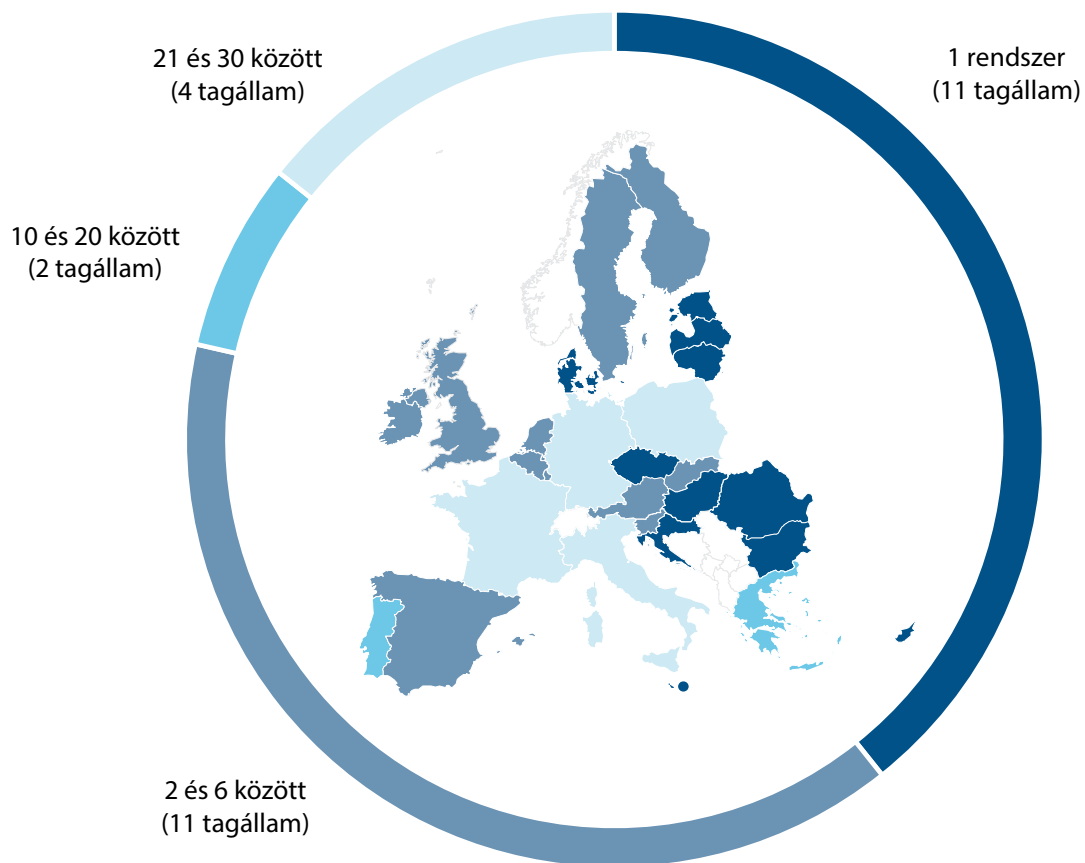 21 és 30 között
(4 tagállam)
1 rendszer
(11 tagállam)
10 és 20 között
(2 tagállam)
2 és 6 között
(11 tagállam)